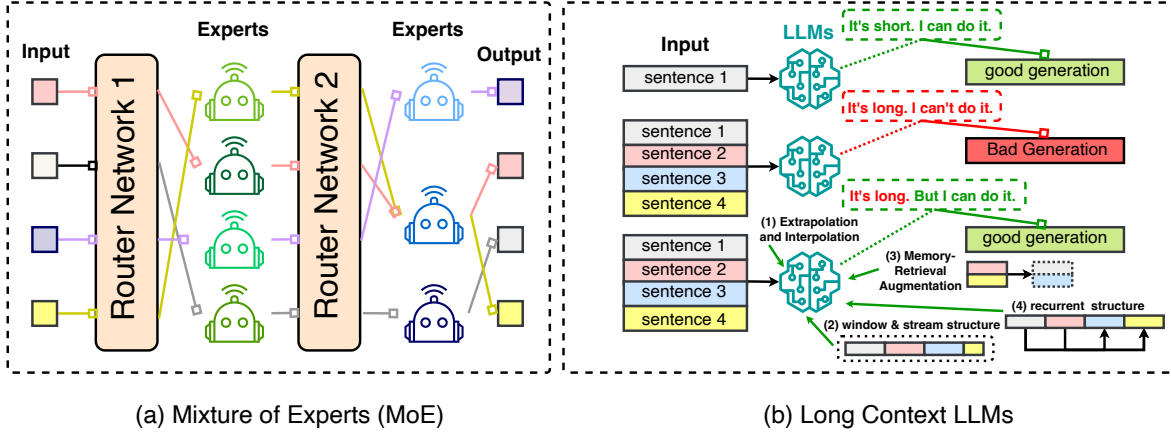 Experts
Experts
Input
Output
Router Network 1
Router Network 2
(a) Mixture of Experts (MoE)
Input
LLMs
It's short. I can do it.
sentence 1
good generation
It's long. I can't do it.
sentence 1
sentence 2
sentence 3
sentence 4
Bad Generation
It's long. But I can do it.
(1) Extrapolation
and Interpolation
good generation
sentence 1
sentence 2
sentence 3
sentence 4
(3) Memory-
Retrieval
Augmentation
(4) recurrent structure
(2) window & stream structure
(b) Long Context LLMs